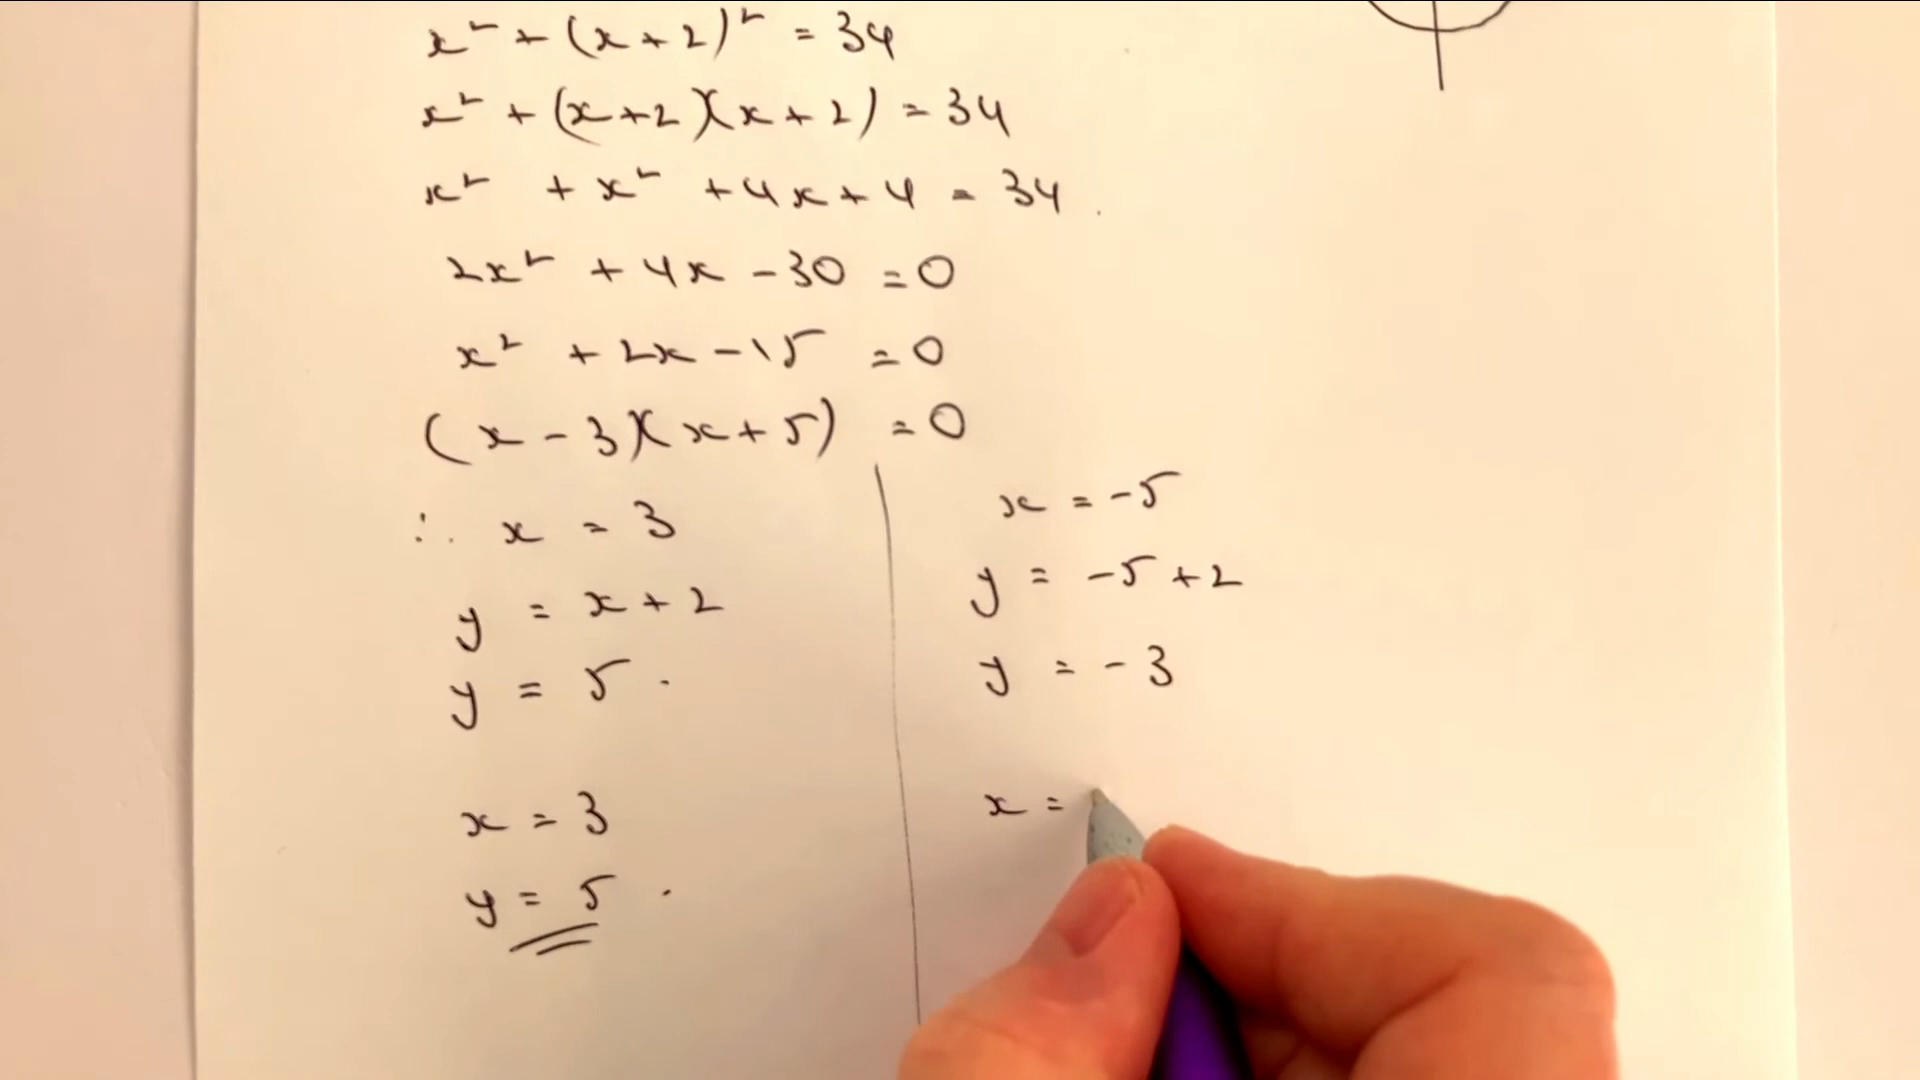 x² + (x+2)² = 34
x² + (x+2)(x+2) = 34
x² + x² + 4x + 4 = 34
2x² + 4x - 30 = 0
x² + 2x - 15 = 0
(x - 3)(x + 5) = 0
∴ x = 3
y = x + 2
y = 5.
x = 3
y = 5.
x = -5
y = -5 + 2
y = -3
x =